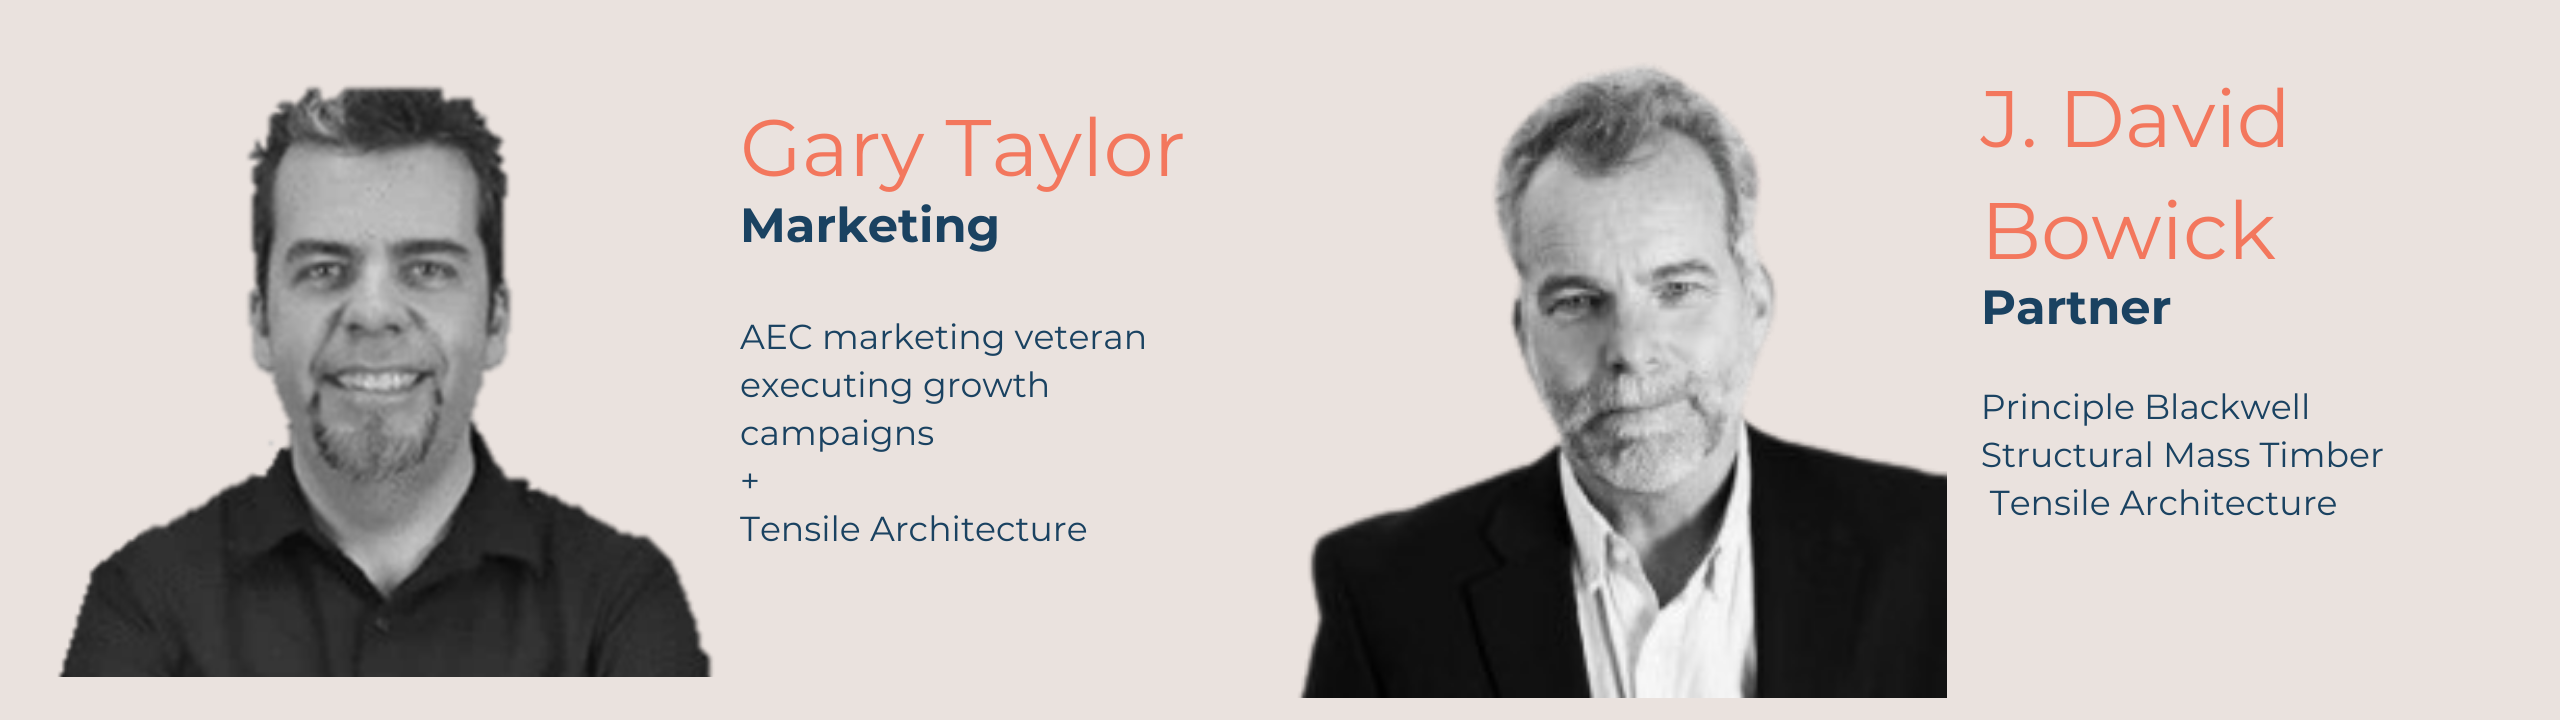 Gary Taylor
Marketing
AEC marketing veteran
executing growth
campaigns
+
Tensile Architecture
J. David
Bowick
Partner
Principle Blackwell
Structural Mass Timber
Tensile Architecture